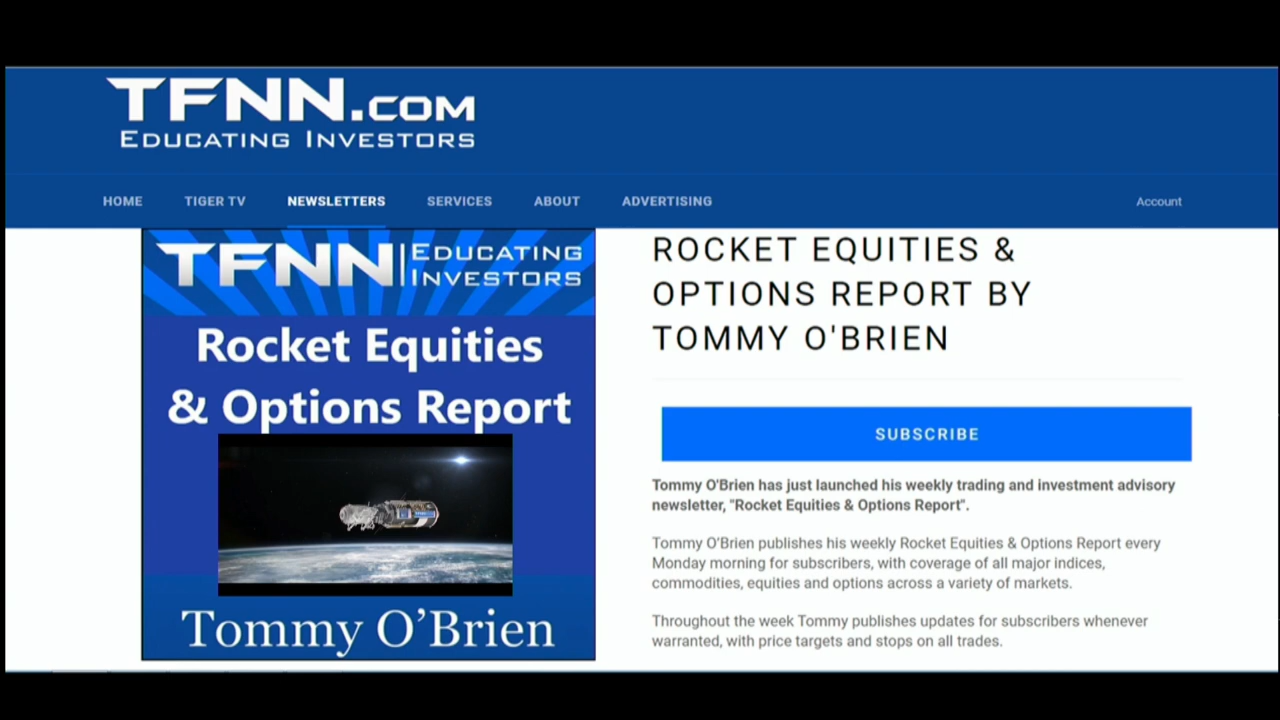 TFNN.COM
EDUCATING INVESTORS
HOME TIGER TV NEWSLETTERS SERVICES ABOUT ADVERTISING Account
TFNN EDUCATING
INVESTORS
Rocket Equities
& Options Report
Tommy O’Brien
ROCKET EQUITIES &
OPTIONS REPORT BY
TOMMY O'BRIEN
SUBSCRIBE
Tommy O'Brien has just launched his weekly trading and investment advisory
newsletter, "Rocket Equities & Options Report".
Tommy O’Brien publishes his weekly Rocket Equities & Options Report every
Monday morning for subscribers, with coverage of all major indices,
commodities, equities and options across a variety of markets.
Throughout the week Tommy publishes updates for subscribers whenever
warranted, with price targets and stops on all trades.